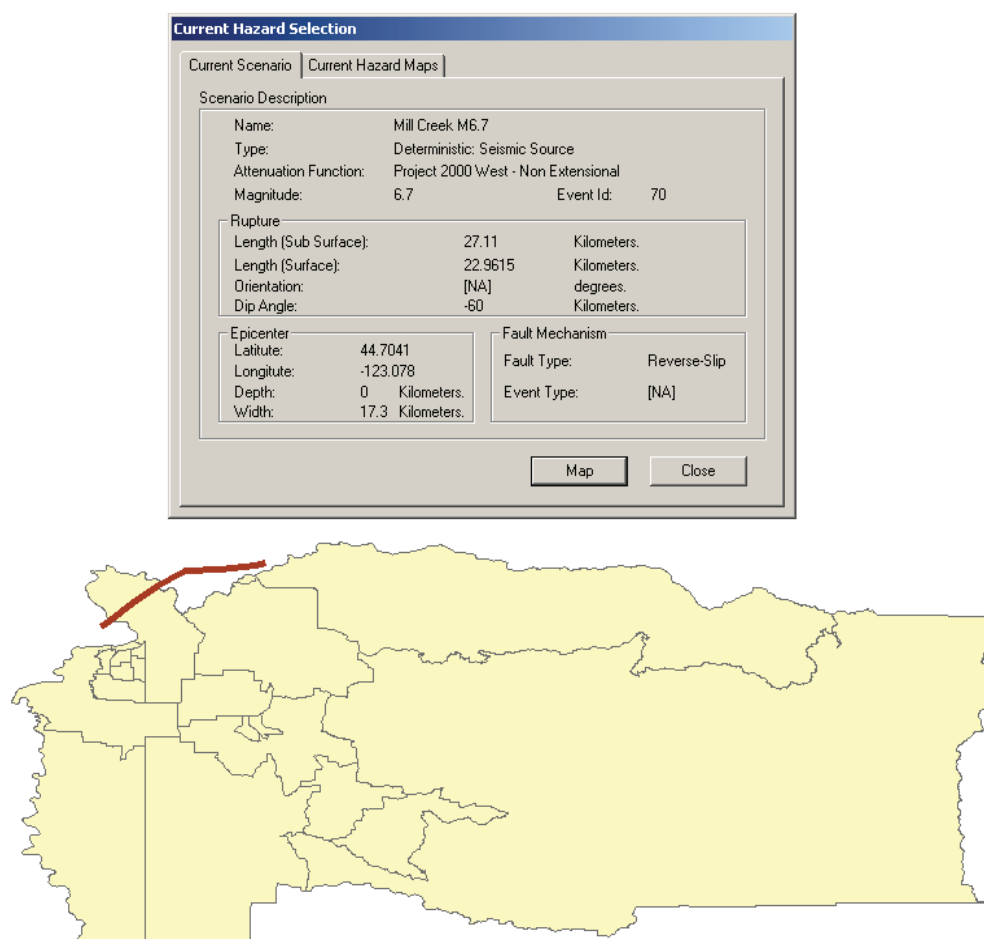 Current Hazard Selection
Current Scenario Current Hazard Maps
Scenario Description
Name: Mill Creek M6.7
Type: Deterministic: Seismic Source
Attenuation Function: Project 2000 West - Non Extensional
Magnitude: 6.7 Event Id: 70
Rupture
Length (Sub Surface): 27.11 Kilometers.
Length (Surface): 22.9615 Kilometers.
Orientation: [NA] degrees.
Dip Angle: -60 Kilometers.
Epicenter
Latitute: 44.7041
Longitute: -123.078
Depth: 0 Kilometers.
Width: 17.3 Kilometers.
Fault Mechanism
Fault Type: Reverse-Slip
Event Type: [NA]
Map Close